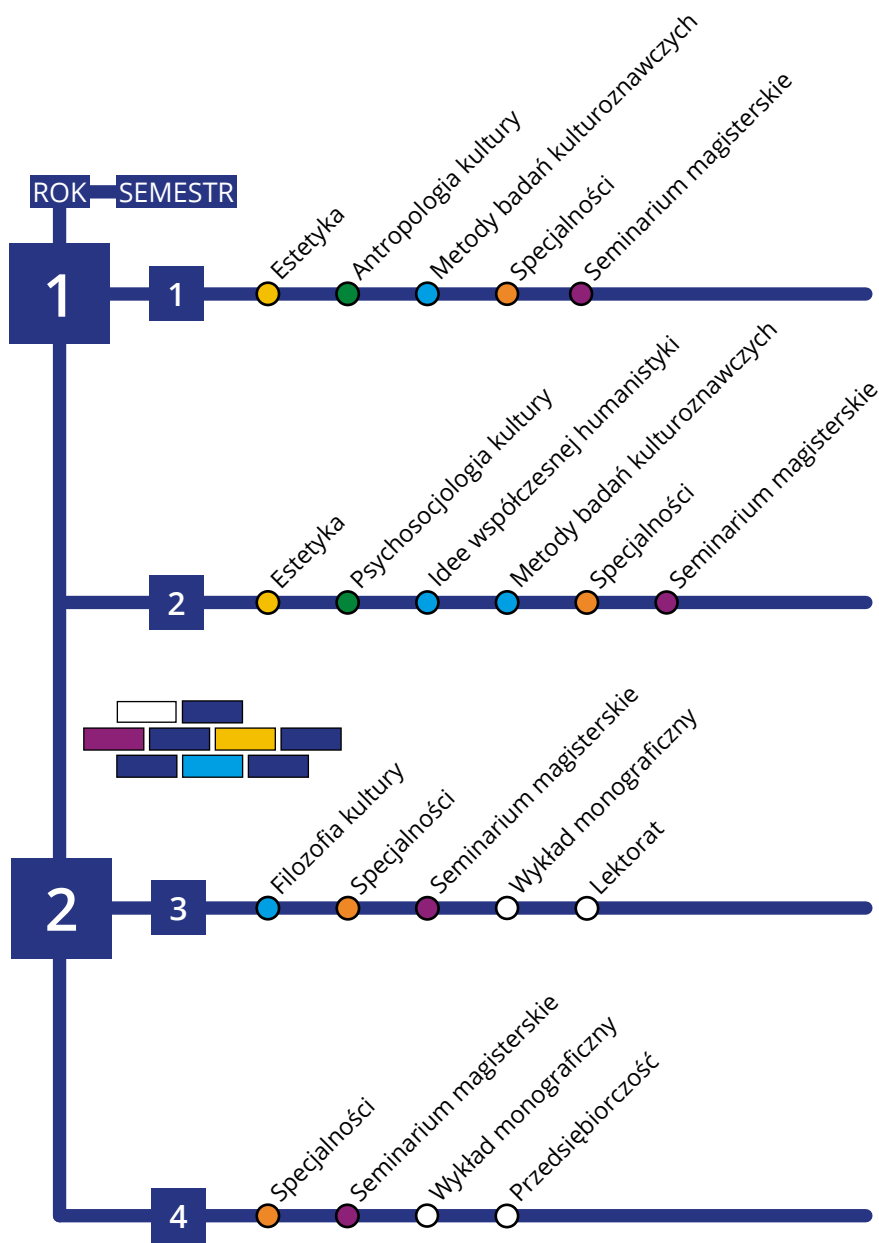 ROK SEMESTR
1
1
Estetyka
Antropologia kultury
Metody badań kulturoznawczych
Specjalności
Seminarium magisterskie
2
Estetyka
Psychosocjologia kultury
Idee współczesnej humanistyki
Metody badań kulturoznawczych
Specjalności
Seminarium magisterskie
2
3
Filozofia kultury
Specjalności
Seminarium magisterskie
Wykład monograficzny
Lektorat
4
Specjalności
Seminarium magisterskie
Wykład monograficzny
Przedsiębiorczość